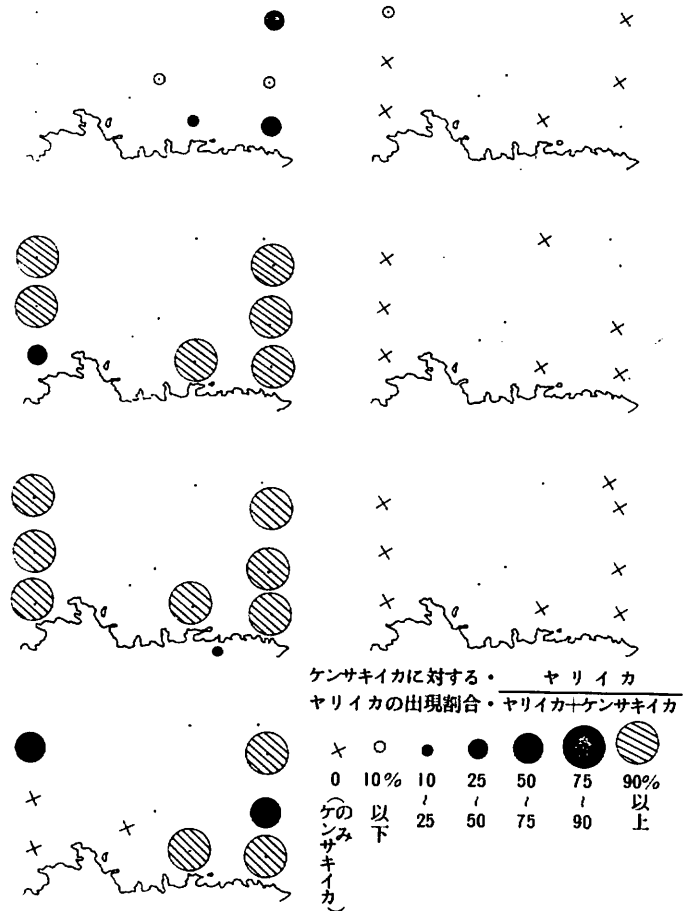 ケンサキイカに対する・ ヤリイカ
ヤリイカの出現割合・ ヤリイカ+ケンサキイカ
0 10% 10 25 50 75 90%
(ケンサキイカのみ) 以下 ~ ~ ~ ~ 以上
25 50 75 90